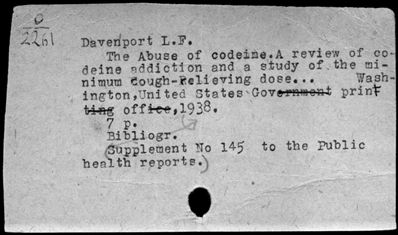 0
2261
Davenport L.F.
The Abuse of codeine.A review of co-
deine addiction and a study of the mi-
nimum cough-relieving dose... Wash-
ington,United States Government print
ting office,1938.
7 p.
Bibliogr.
(Supplement No 145 to the Public
health reports.)